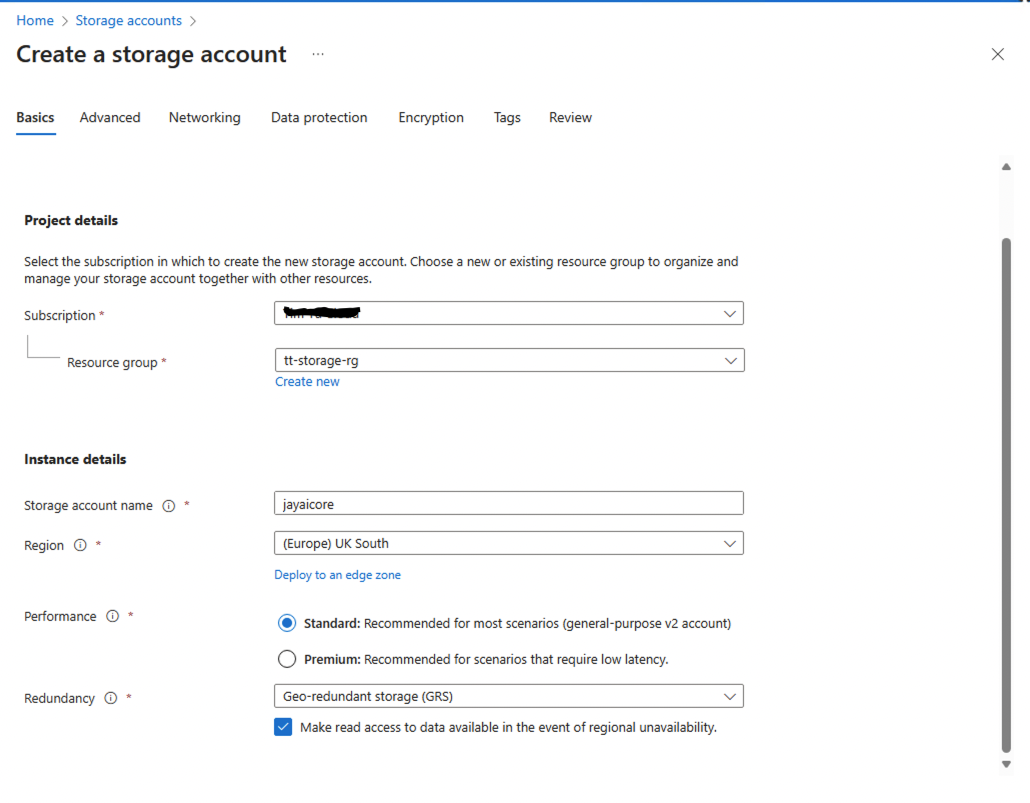 Home > Storage accounts >
Create a storage account ...
Basics Advanced Networking Data protection Encryption Tags Review
Project details
Select the subscription in which to create the new storage account. Choose a new or existing resource group to organize and
manage your storage account together with other resources.
Subscription *
Resource group * tt-storage-rg
Create new
Instance details
Storage account name * jayaicore
Region * (Europe) UK South
Deploy to an edge zone
Performance * Standard: Recommended for most scenarios (general-purpose v2 account)
Premium: Recommended for scenarios that require low latency.
Redundancy * Geo-redundant storage (GRS)
Make read access to data available in the event of regional unavailability.